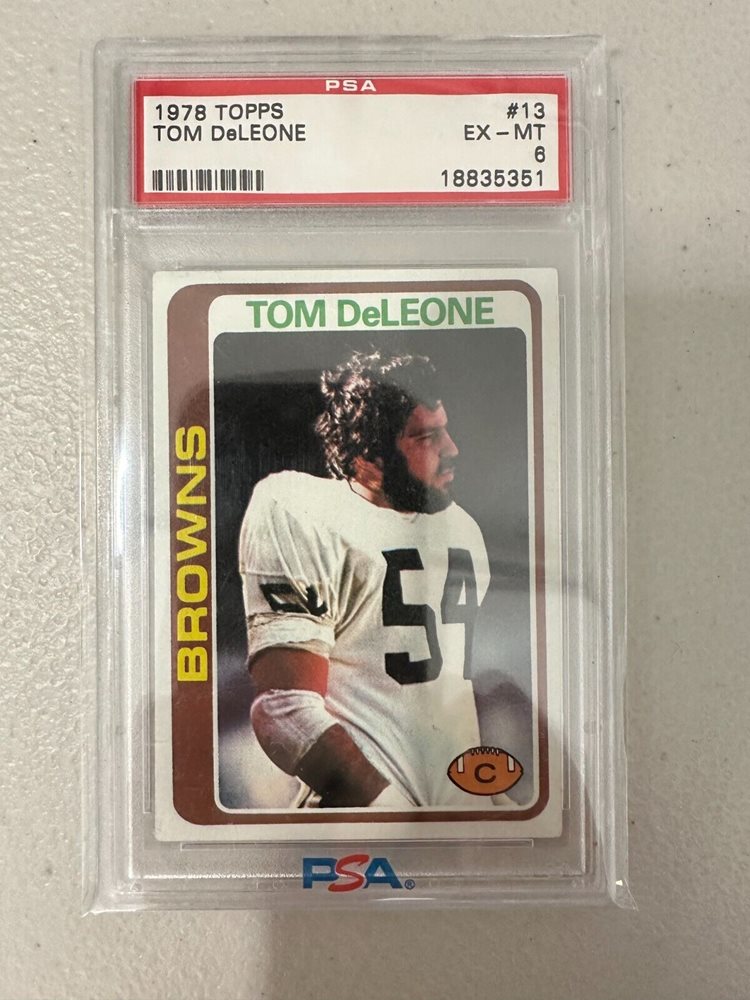 PSA
1978 TOPPS #13
TOM DeLEONE EX - MT
6
18835351
TOM DeLEONE
BROWNS
54
C
PSA®